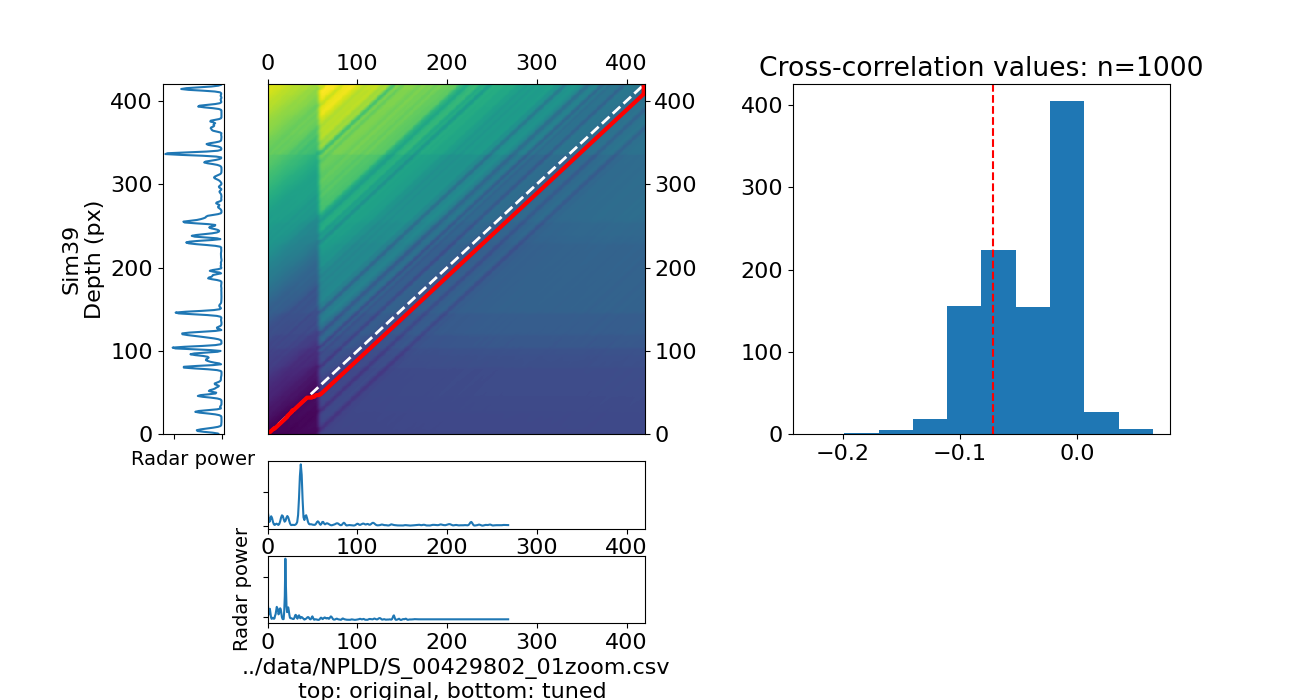 0 100 200 300 400
Cross-correlation values: n=1000
400
300
200
100
0
Sim39
Depth (px)
Radar power
400
300
200
100
0
400
300
200
100
0
−0.2 −0.1 0.0
0 100 200 300 400
Radar power
0 100 200 300 400
../data/NPLD/S_00429802_01zoom.csv
top: original, bottom: tuned